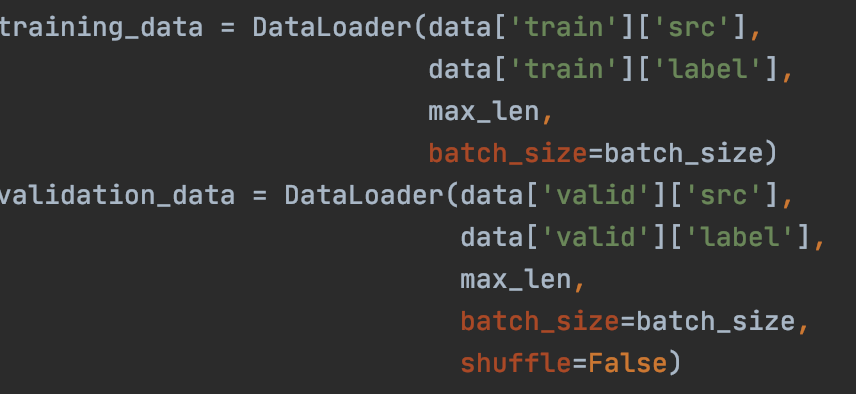 training_data = DataLoader(data['train']['src'],
data['train']['label'],
max_len,
batch_size=batch_size)
validation_data = DataLoader(data['valid']['src'],
data['valid']['label'],
max_len,
batch_size=batch_size,
shuffle=False)